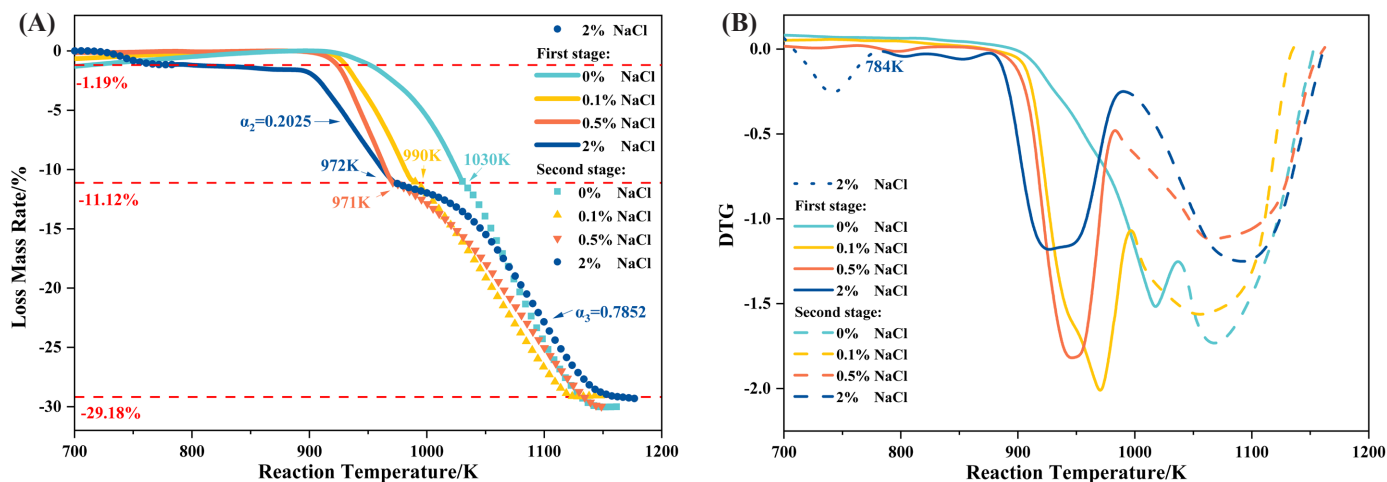 (A)
2% NaCl
First stage:
0% NaCl
0.1% NaCl
0.5% NaCl
2% NaCl
Second stage:
0% NaCl
0.1% NaCl
0.5% NaCl
2% NaCl
0
-5
-10
-15
-20
-25
-30
Loss Mass Rate/%
-1.19%
α₂=0.2025
972K
990K
1030K
-11.12%
971K
α₃=0.7852
-29.18%
700
800
900
1000
1100
1200
Reaction Temperature/K
(B)
0.0
-0.5
-1.0
-1.5
-2.0
DTG
784K
2% NaCl
First stage:
0% NaCl
0.1% NaCl
0.5% NaCl
2% NaCl
Second stage:
0% NaCl
0.1% NaCl
0.5% NaCl
2% NaCl
700
800
900
1000
1100
1200
Reaction Temperature/K